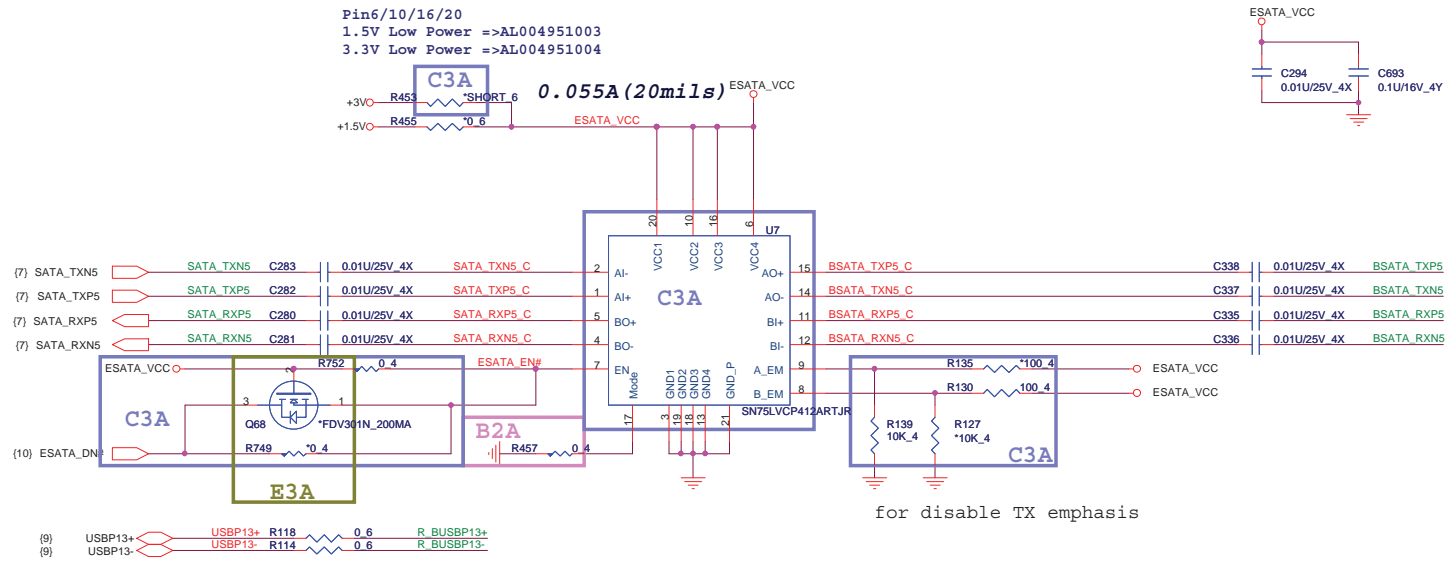 Pin6/10/16/20
1.5V Low Power =>AL004951003
3.3V Low Power =>AL004951004
ESATA_VCC
C294
0.01U/25V_4X
C693
0.1U/16V_4Y
C3A
0.055A(20mils)
ESATA_VCC
+3V
R453
*SHORT_6
+1.5V
R455
*0_6
ESATA_VCC
20
10
16
6
U7
VCC1
VCC2
VCC3
VCC4
{7} SATA_TXN5
SATA_TXN5
C283
0.01U/25V_4X
SATA_TXN5_C
2
AI-
AO+
15
BSATA_TXP5_C
C338
0.01U/25V_4X
BSATA_TXP5
{7} SATA_TXP5
SATA_TXP5
C282
0.01U/25V_4X
SATA_TXP5_C
1
AI+
C3A
AO-
14
BSATA_TXN5_C
C337
0.01U/25V_4X
BSATA_TXN5
{7} SATA_RXP5
SATA_RXP5
C280
0.01U/25V_4X
SATA_RXP5_C
5
BO+
BI+
11
BSATA_RXP5_C
C335
0.01U/25V_4X
BSATA_RXP5
{7} SATA_RXN5
SATA_RXN5
C281
0.01U/25V_4X
SATA_RXN5_C
4
BO-
BI-
12
BSATA_RXN5_C
C336
0.01U/25V_4X
BSATA_RXN5
ESATA_VCC
2
R752
0_4
ESATA_EN#
7
EN
A_EM
9
R135
*100_4
ESATA_VCC
B_EM
8
R130
100_4
ESATA_VCC
Mode
GND1
GND2
GND3
GND4
GND_P
SN75LVCP412ARTJR
17
3
19
18
13
21
C3A
3
1
Q68
*FDV301N_200MA
B2A
R139
10K_4
R127
*10K_4
C3A
{10} ESATA_DN#
R749
*0_4
R457
0_4
E3A
for disable TX emphasis
{9} USBP13+
USBP13+
R118
0_6
R_BUSBP13+
{9} USBP13-
USBP13-
R114
0_6
R_BUSBP13-